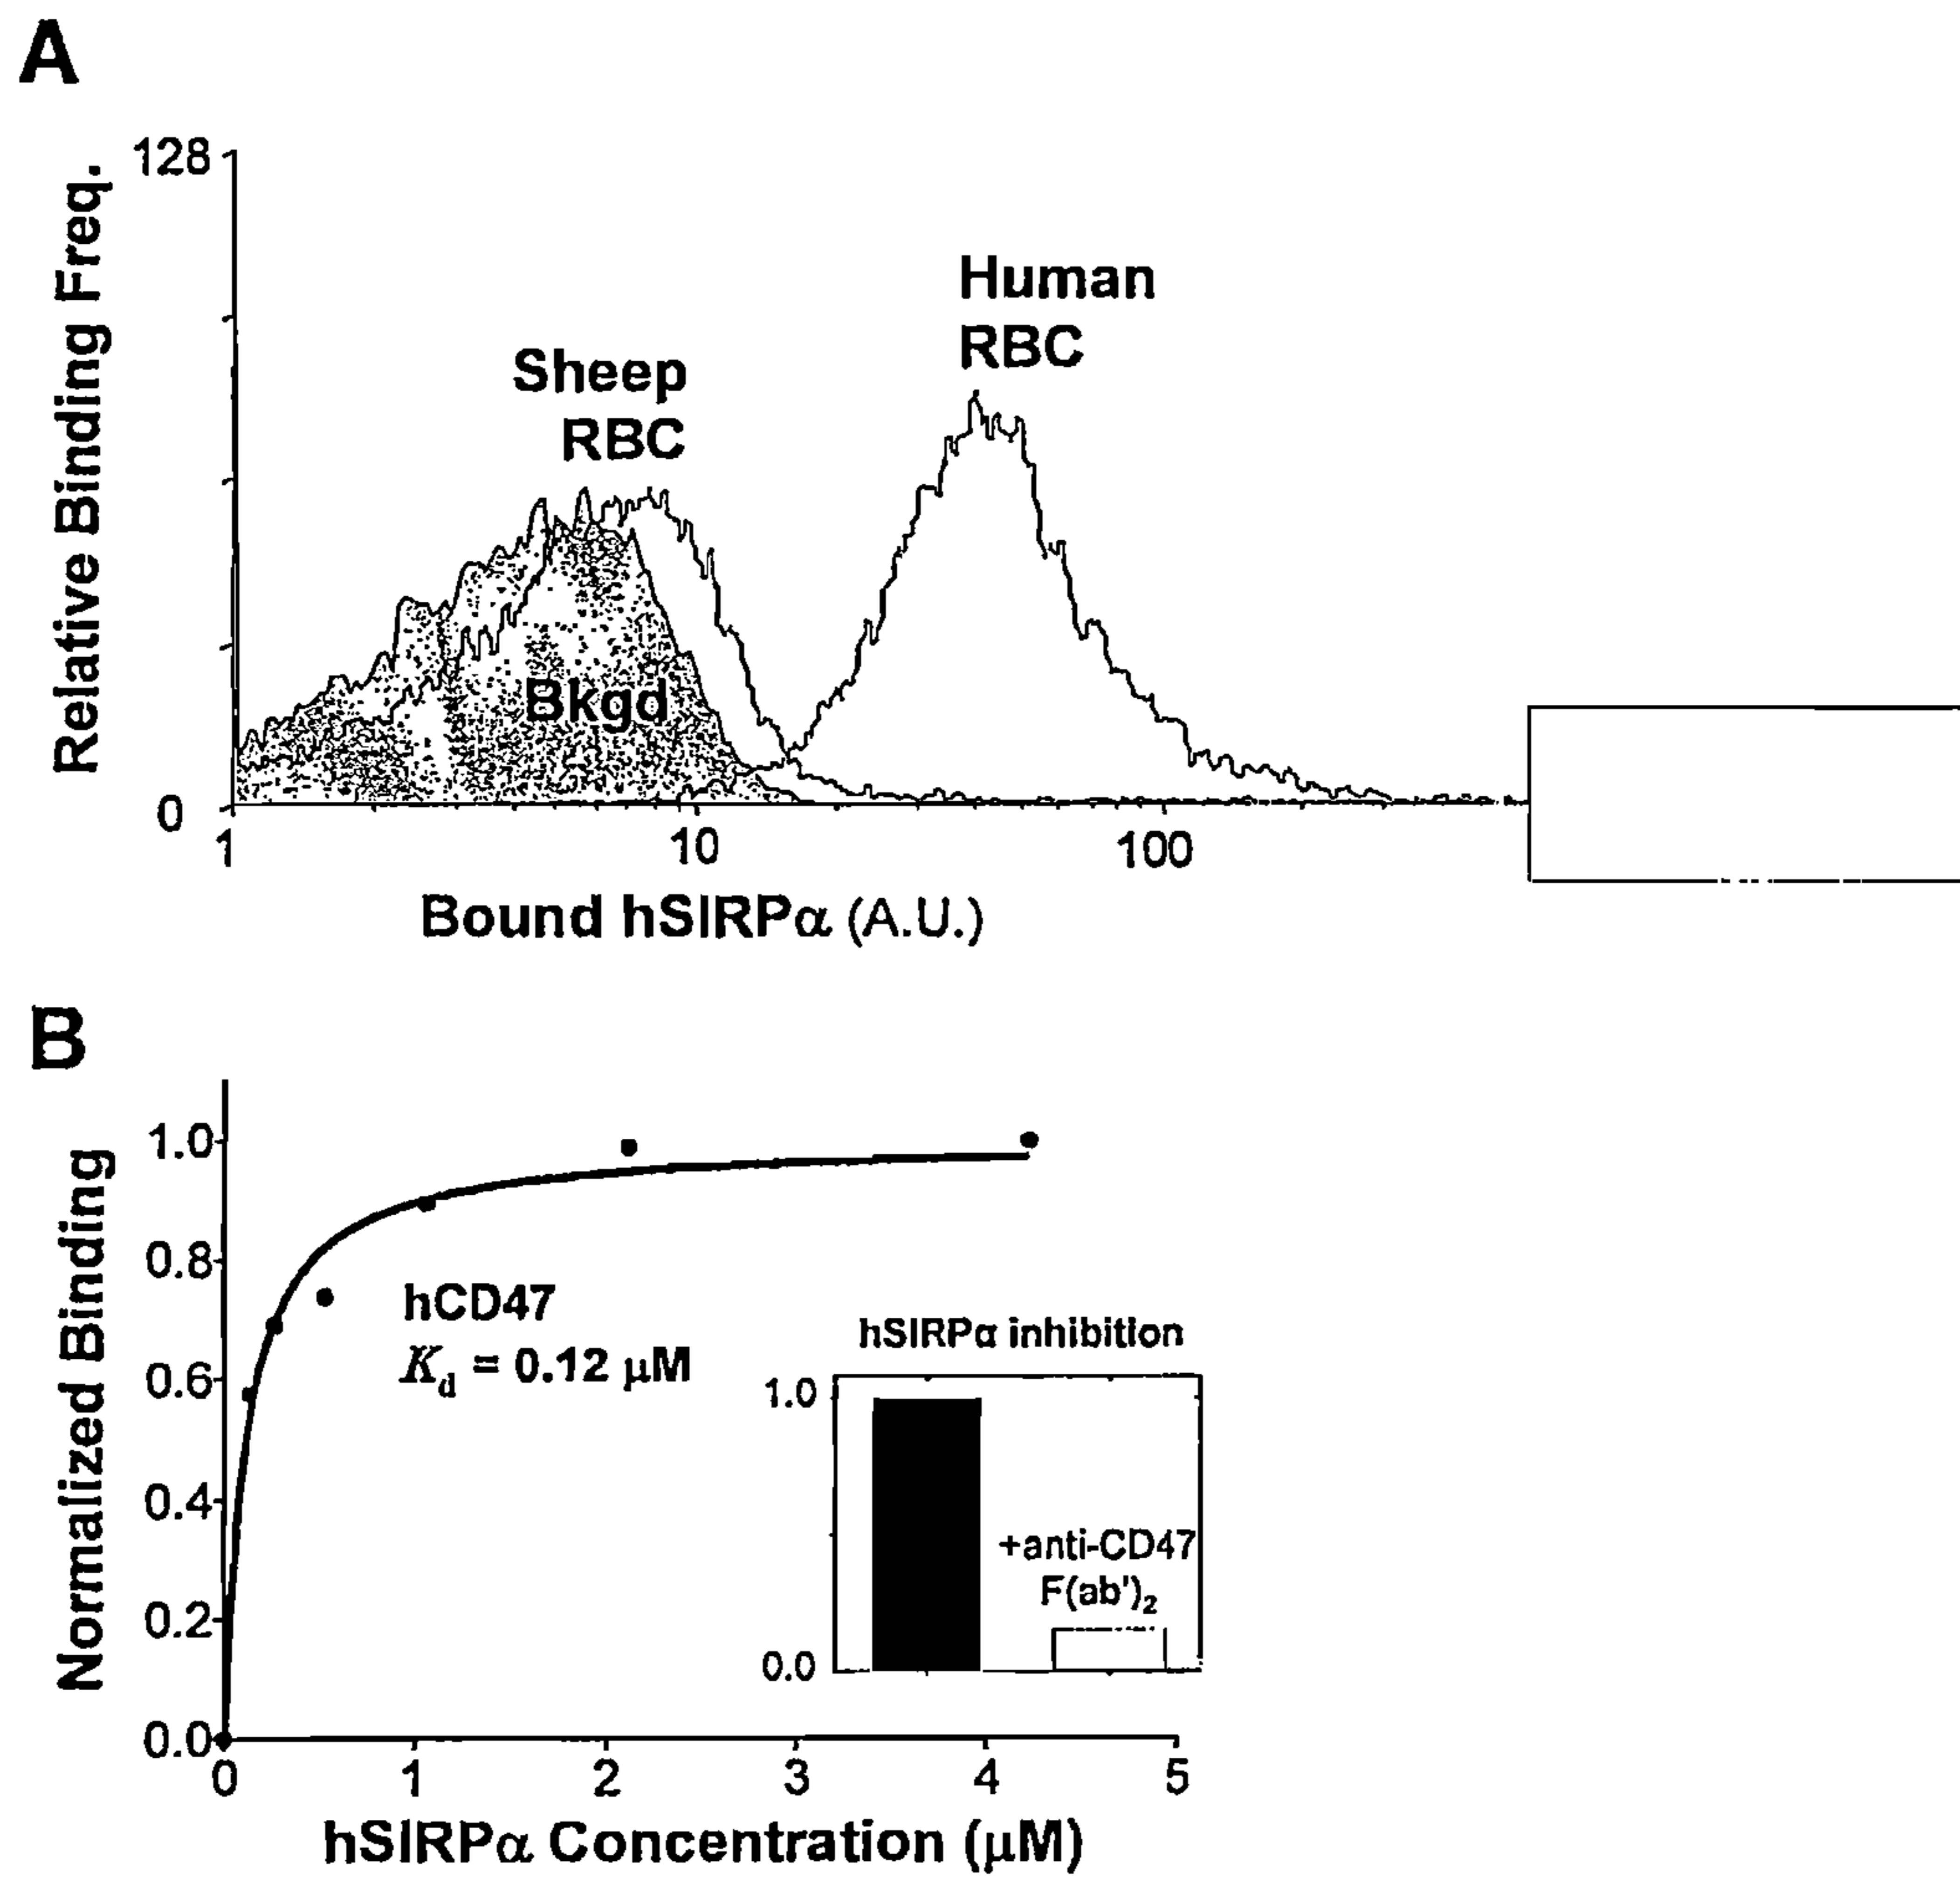 A
128
Relative Binding Freq.
Human
RBC
Sheep
RBC
Bkgd
0
1
10
100
Bound hSIRPα (A.U.)
B
1.0
0.8
0.6
0.4
0.2
0.0
Normalized Binding
hCD47
Kd = 0.12 μM
hSIRPα inhibition
1.0
+anti-CD47
F(ab')2
0.0
0
1
2
3
4
5
hSIRPα Concentration (μM)